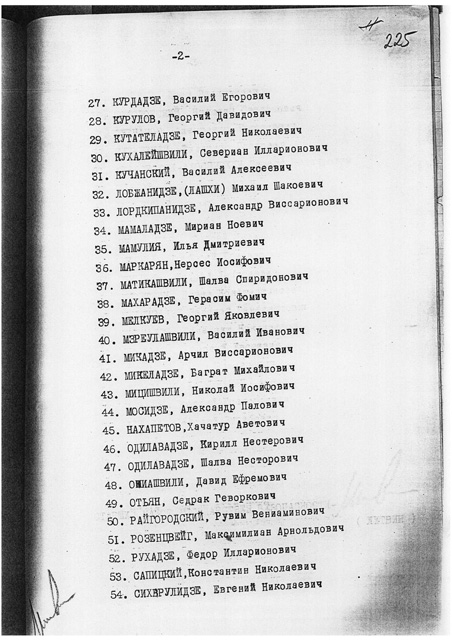 225
-2-
27. КУРДАДЗЕ, Василий Егорович
28. КУРУЛОВ, Георгий Давидович
29. КУТАТЕЛАДЗЕ, Георгий Николаевич
30. КУХАЛЕЙШВИЛИ, Севериан Илларионович
31. КУЧАНСКИЙ, Василий Алексеевич
32. ЛОБЖАНИДЗЕ,(ЛАШХИ) Михаил Шакоевич
33. ЛОРДКИПАНИДЗЕ, Александр Виссарионович
34. МАМАЛАДЗЕ, Мириан Ноевич
35. МАМУЛИЯ, Илья Дмитриевич
36. МАРКАРЯН,Нерсес Иосифович
37. МАТИКАШВИЛИ, Шалва Спиридонович
38. МАХАРАДЗЕ, Герасим Фомич
39. МЕЛКУЕВ, Георгий Яковлевич
40. МЗРЕУЛАШВИЛИ, Василий Иванович
41. МИКАДЗЕ, Арчил Виссарионович
42. МИКЕЛАДЗЕ, Баграт Михайлович
43. МИЦИШВИЛИ, Николай Иосифович
44. МОСИДЗЕ, Александр Палович
45. НАХАПЕТОВ,Хачатур Аветович
46. ОДИЛАВАДЗЕ, Кирилл Нестерович
47. ОДИЛАВАДЗЕ, Шалва Несторович
48. ОНИАШВИЛИ, Давид Ефремович
49. ОТЬЯН, Седрак Геворкович
50. РАЙГОРОДСКИЙ, Рувим Вениаминович
51. РОЗЕНЦВЕЙГ, Максимилиан Арнольдович
52. РУХАДЗЕ, Федор Илларионович
53. САПИЦКИЙ,Константин Николаевич
54. СИХАРУЛИДЗЕ, Евгений Николаевич